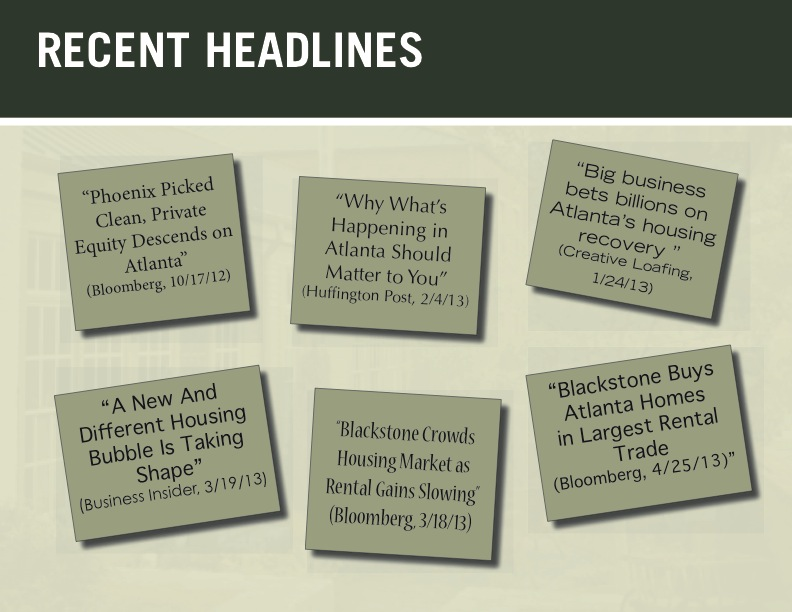 RECENT HEADLINES
“Phoenix Picked
Clean, Private
Equity Descends on
Atlanta”
(Bloomberg, 10/17/12)
“Why What’s
Happening in
Atlanta Should
Matter to You”
(Huffington Post, 2/4/13)
“Big business
bets billions on
Atlanta’s housing
recovery ”
(Creative Loafing,
1/24/13)
“A New And
Different Housing
Bubble Is Taking
Shape”
(Business Insider, 3/19/13)
“Blackstone Crowds
Housing Market as
Rental Gains Slowing”
(Bloomberg, 3/18/13)
“Blackstone Buys
Atlanta Homes
in Largest Rental
Trade
(Bloomberg, 4/25/13)”